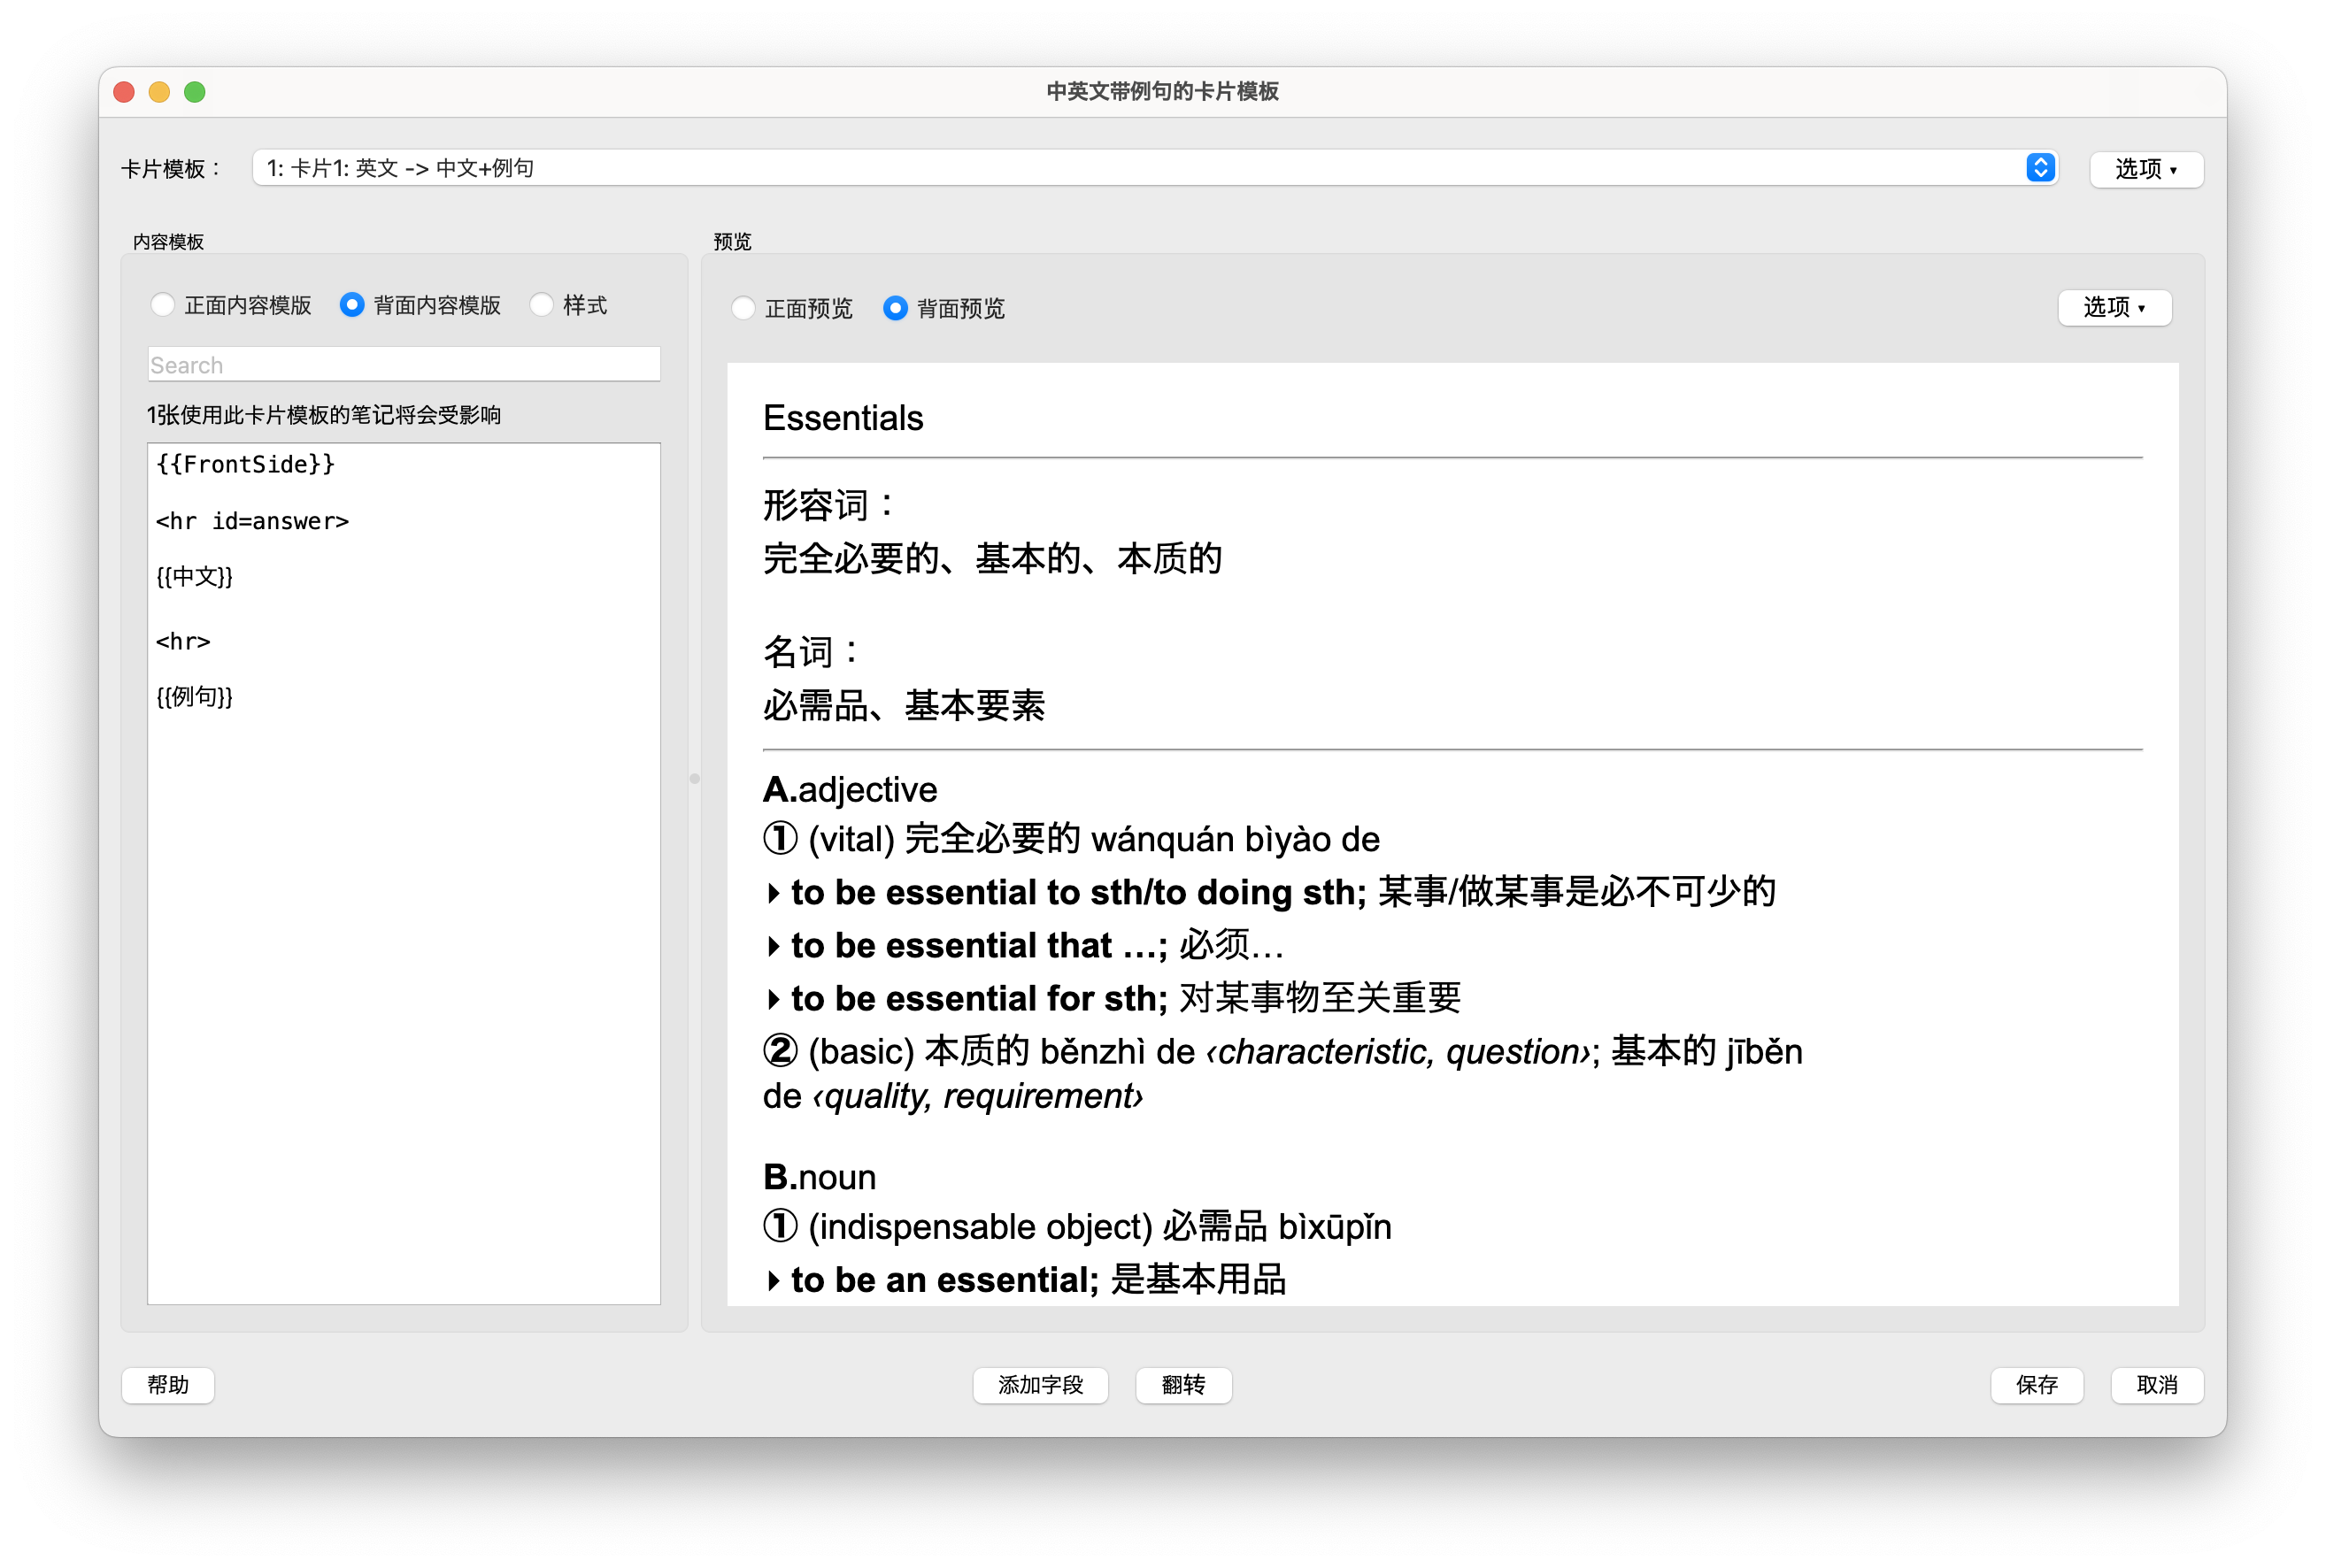 中英文带例句的卡片模板
卡片模板： 1: 卡片1: 英文 -> 中文+例句 选项 ▾
内容模板
正面内容模版 背面内容模版 样式
Search
1张使用此卡片模板的笔记将会受影响
{{FrontSide}}
<hr id=answer>
{{中文}}
<hr>
{{例句}}
预览
正面预览 背面预览 选项 ▾
Essentials
形容词：
完全必要的、基本的、本质的
名词：
必需品、基本要素
A.adjective
① (vital) 完全必要的 wánquán bìyào de
▸ to be essential to sth/to doing sth; 某事/做某事是必不可少的
▸ to be essential that …; 必须…
▸ to be essential for sth; 对某事物至关重要
② (basic) 本质的 běnzhì de ‹characteristic, question›; 基本的 jīběn
de ‹quality, requirement›
B.noun
① (indispensable object) 必需品 bìxūpǐn
▸ to be an essential; 是基本用品
帮助 添加字段 翻转 保存 取消